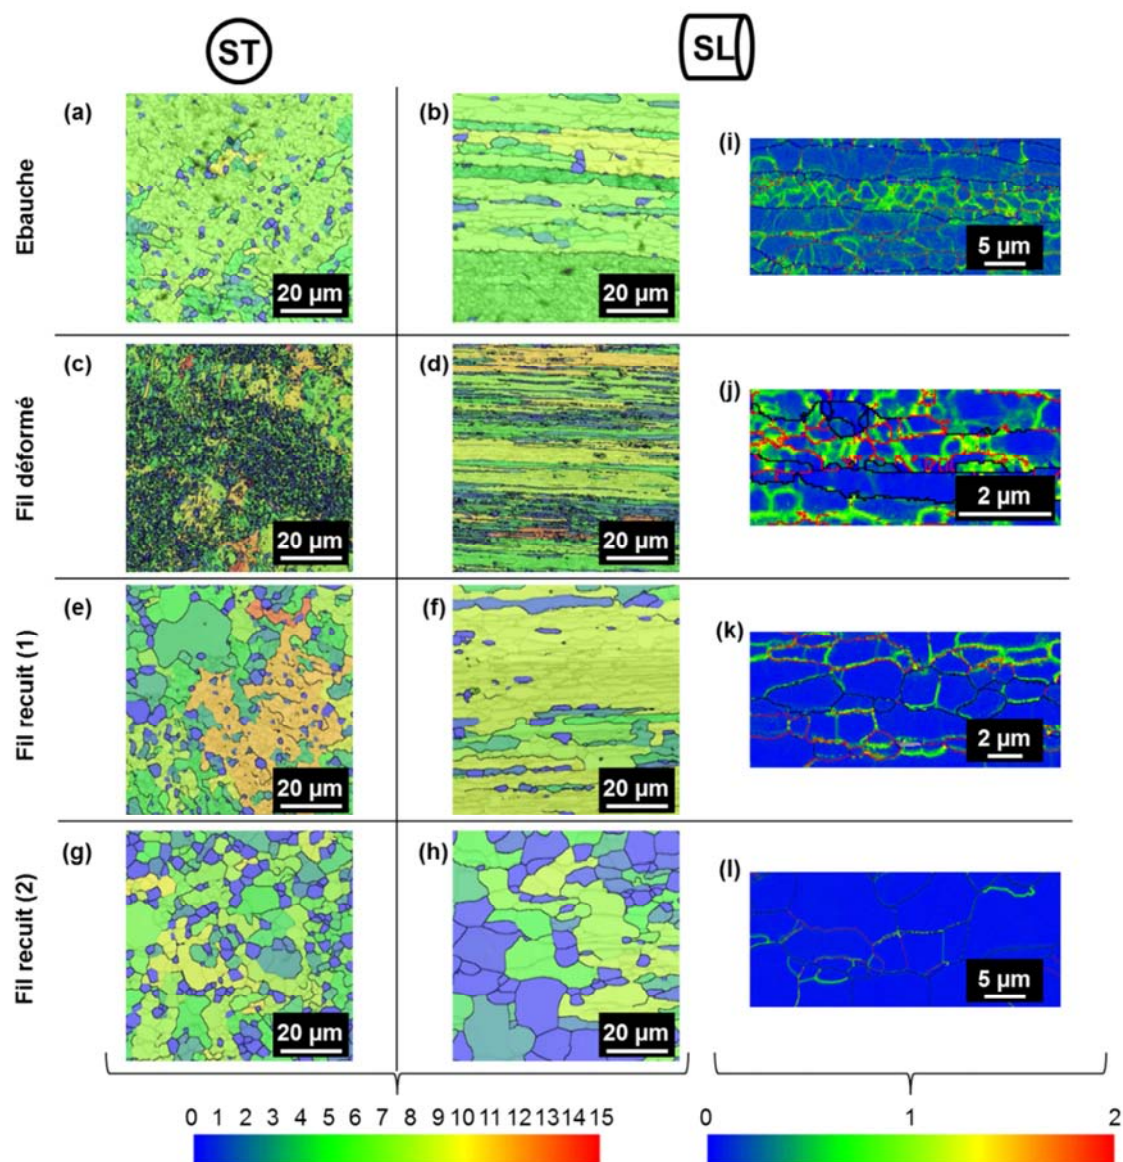 ST
SL
Ebauche
(a)
20 µm
(b)
20 µm
(i)
5 µm
Fil déformé
(c)
20 µm
(d)
20 µm
(j)
2 µm
Fil recuit (1)
(e)
20 µm
(f)
20 µm
(k)
2 µm
Fil recuit (2)
(g)
20 µm
(h)
20 µm
(l)
5 µm
0 1 2 3 4 5 6 7 8 9 10 11 12 13 14 15
0 1 2